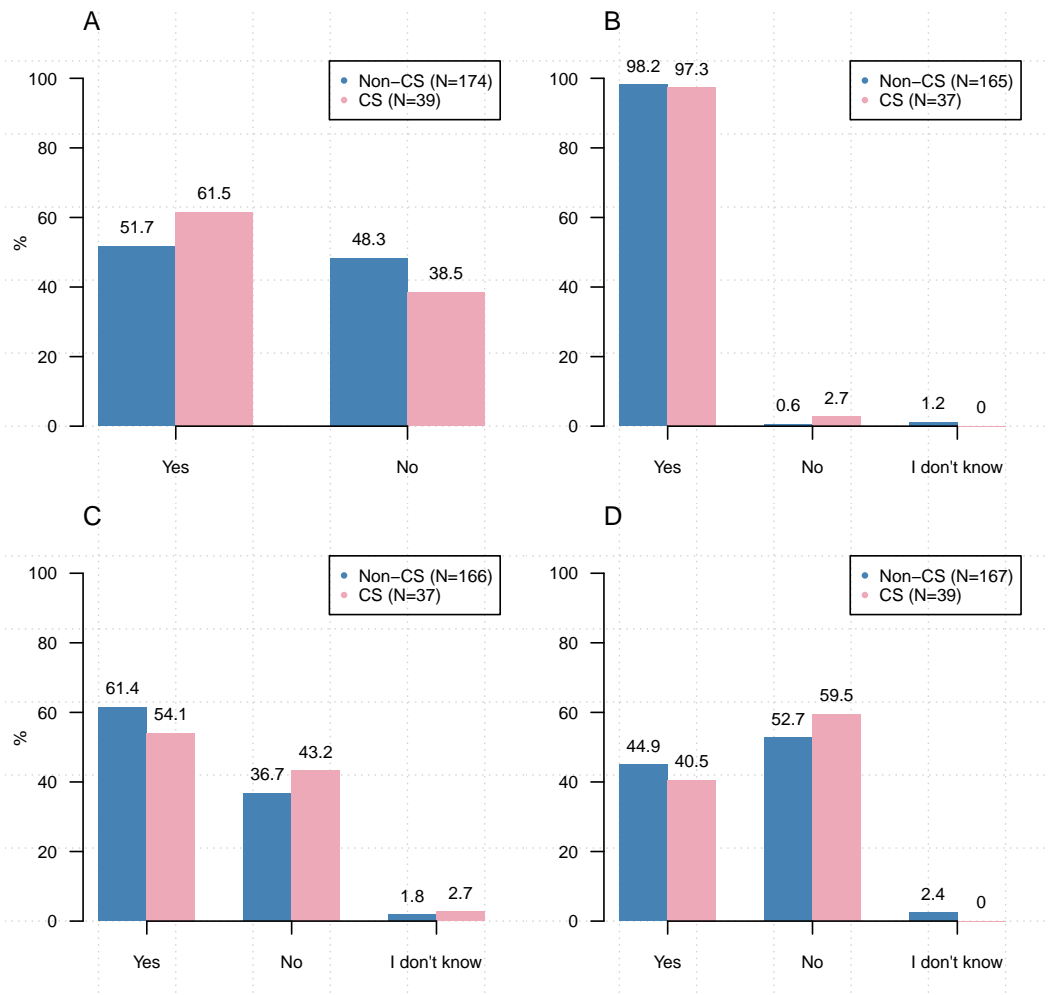 A
%
100
80
60
40
20
0
Non−CS (N=174)
CS (N=39)
51.7
61.5
48.3
38.5
Yes
No
B
100
80
60
40
20
0
Non−CS (N=165)
CS (N=37)
98.2
97.3
0.6
2.7
1.2
0
Yes
No
I don't know
C
%
100
80
60
40
20
0
Non−CS (N=166)
CS (N=37)
61.4
54.1
36.7
43.2
1.8
2.7
Yes
No
I don't know
D
100
80
60
40
20
0
Non−CS (N=167)
CS (N=39)
44.9
40.5
52.7
59.5
2.4
0
Yes
No
I don't know